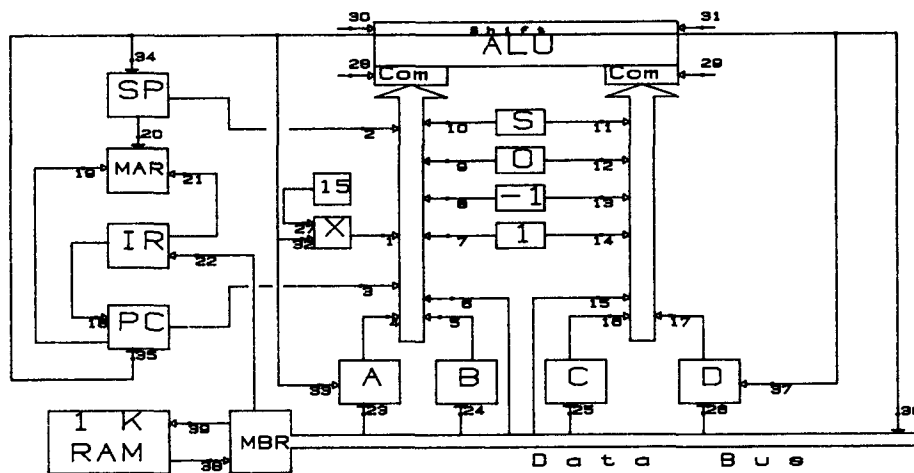 30 31
Shift
ALU
34 28 Com Com 29
SP
20 2 10 S 11
9 0 12
19 MAR 21
15 8 -1 13
27
32 X 1 7 1 14
IR
22
3 6 15
18 PC
4 5 16 17
35
33 A B C D 37
23 24 25 26
1 K
RAM
39
38
MBR
Data Bus